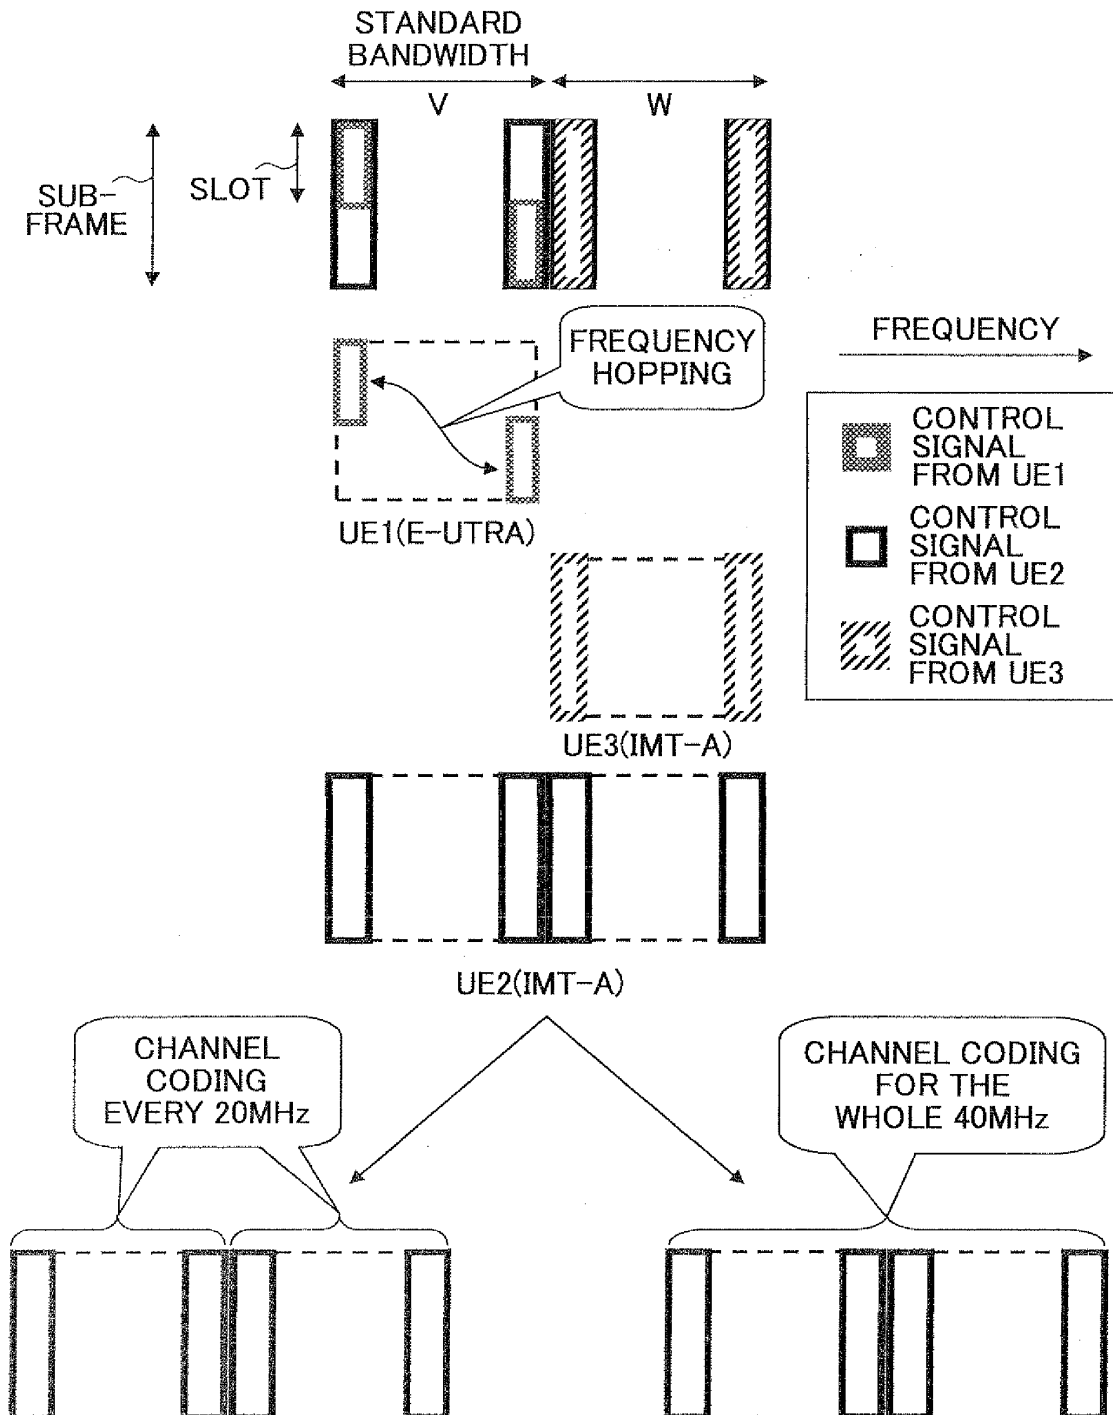 STANDARD
BANDWIDTH
V
W
SUB-
FRAME
SLOT
FREQUENCY
HOPPING
FREQUENCY
UE1(E-UTRA)
CONTROL
SIGNAL
FROM UE1
CONTROL
SIGNAL
FROM UE2
CONTROL
SIGNAL
FROM UE3
UE3(IMT-A)
UE2(IMT-A)
CHANNEL
CODING
EVERY 20MHz
CHANNEL CODING
FOR THE
WHOLE 40MHz